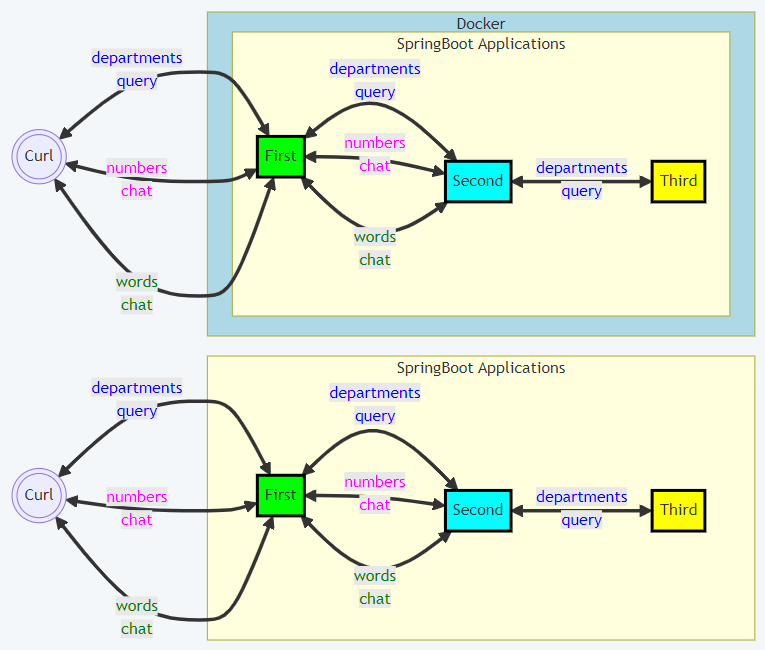 Docker
SpringBoot Applications
departments
query
departments
query
numbers
chat
Curl
numbers
chat
First
departments
query
Second
Third
words
chat
words
chat
SpringBoot Applications
departments
query
departments
query
numbers
chat
Curl
numbers
chat
First
departments
query
Second
Third
words
chat
words
chat